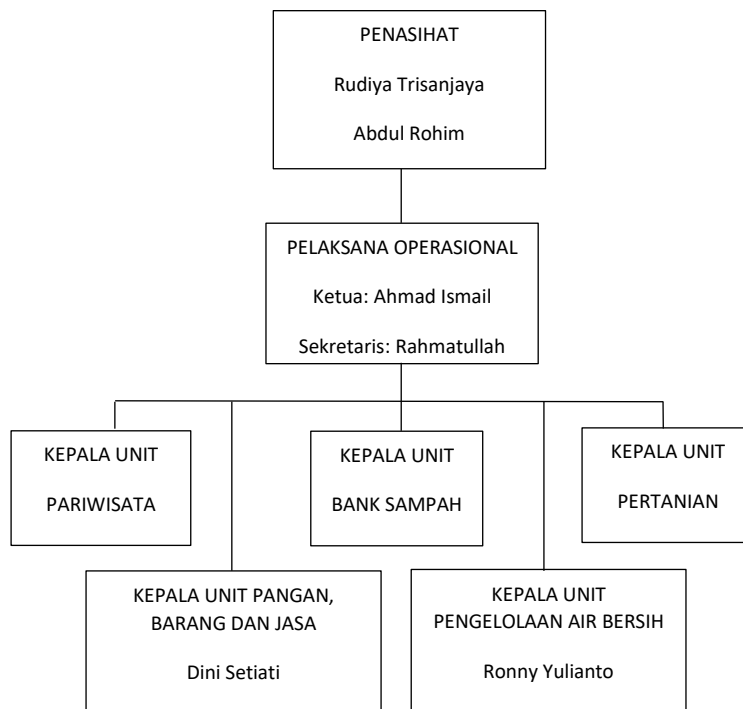 PENASIHAT
Rudiya Trisanjaya
Abdul Rohim
PELAKSANA OPERASIONAL
Ketua: Ahmad Ismail
Sekretaris: Rahmatullah
KEPALA UNIT
PARIWISATA
KEPALA UNIT
BANK SAMPAH
KEPALA UNIT
PERTANIAN
KEPALA UNIT PANGAN,
BARANG DAN JASA
Dini Setiati
KEPALA UNIT
PENGELOLAAN AIR BERSIH
Ronny Yulianto